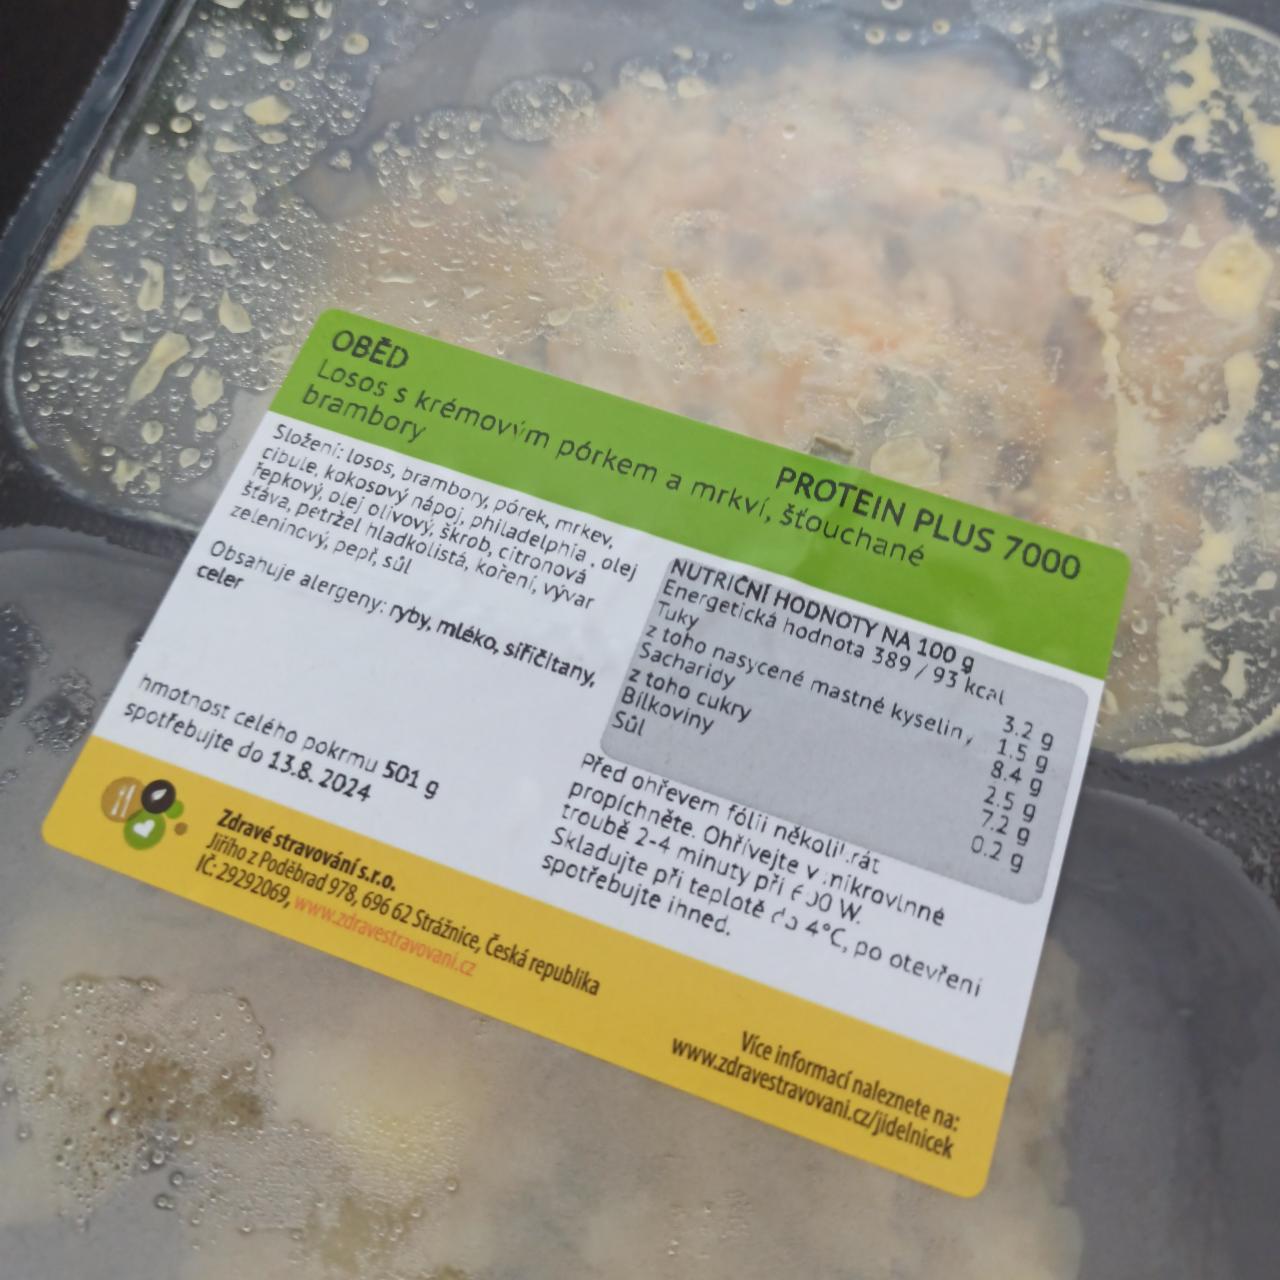 OBĚD
PROTEIN PLUS 7000
Losos s krémovým pórkem a mrkví, šťouchané
brambory
Složení: losos, brambory, pórek, mrkev,
cibule, kokosový nápoj, philadelphia , olej
řepkový, olej olivový, škrob, citronová
šťáva, petržel hladkolistá, koření, vývar
zeleninový, pepř, sůl
Obsahuje alergeny: ryby, mléko, siřičitany,
celer
hmotnost celého pokrmu 501 g
spotřebujte do 13.8. 2024
NUTRIČNÍ HODNOTY NA 100 g
Energetická hodnota 389 / 93 kcal
Tuky 3.2 g
z toho nasycené mastné kyseliny 1.5 g
Sacharidy 8.4 g
z toho cukry 2.5 g
Bílkoviny 7.2 g
Sůl 0.2 g
Před ohřevem fólii několikrát
propíchněte. Ohřívejte v mikrovlnné
troubě 2-4 minuty při 600 W.
Skladujte při teplotě do 4°C, po otevření
spotřebujte ihned.
Zdravé stravování s.r.o.
Jiřího z Poděbrad 978, 696 62 Strážnice, Česká republika
IČ: 29292069, www.zdravestravovani.cz
Více informací naleznete na:
www.zdravestravovani.cz/jidelnicek